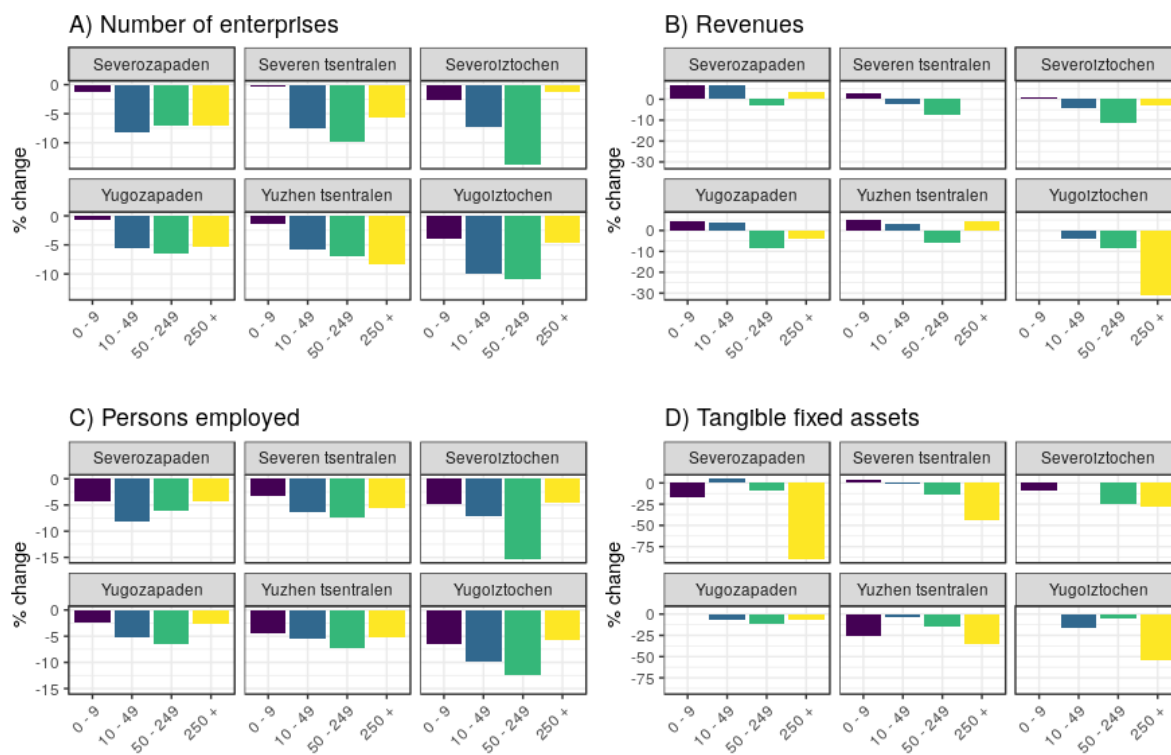 A) Number of enterprises
Severozapaden
Severen tsentralen
SeveroIztochen
0
-5
-10
Yugozapaden
Yuzhen tsentralen
YugoIztochen
0
-5
-10
% change
0 - 9
10 - 49
50 - 249
250 +
0 - 9
10 - 49
50 - 249
250 +
0 - 9
10 - 49
50 - 249
250 +
B) Revenues
Severozapaden
Severen tsentralen
SeveroIztochen
0
-10
-20
-30
Yugozapaden
Yuzhen tsentralen
YugoIztochen
0
-10
-20
-30
% change
0 - 9
10 - 49
50 - 249
250 +
0 - 9
10 - 49
50 - 249
250 +
0 - 9
10 - 49
50 - 249
250 +
C) Persons employed
Severozapaden
Severen tsentralen
SeveroIztochen
0
-5
-10
-15
Yugozapaden
Yuzhen tsentralen
YugoIztochen
0
-5
-10
-15
% change
0 - 9
10 - 49
50 - 249
250 +
0 - 9
10 - 49
50 - 249
250 +
0 - 9
10 - 49
50 - 249
250 +
D) Tangible fixed assets
Severozapaden
Severen tsentralen
SeveroIztochen
0
-25
-50
-75
Yugozapaden
Yuzhen tsentralen
YugoIztochen
0
-25
-50
-75
% change
0 - 9
10 - 49
50 - 249
250 +
0 - 9
10 - 49
50 - 249
250 +
0 - 9
10 - 49
50 - 249
250 +